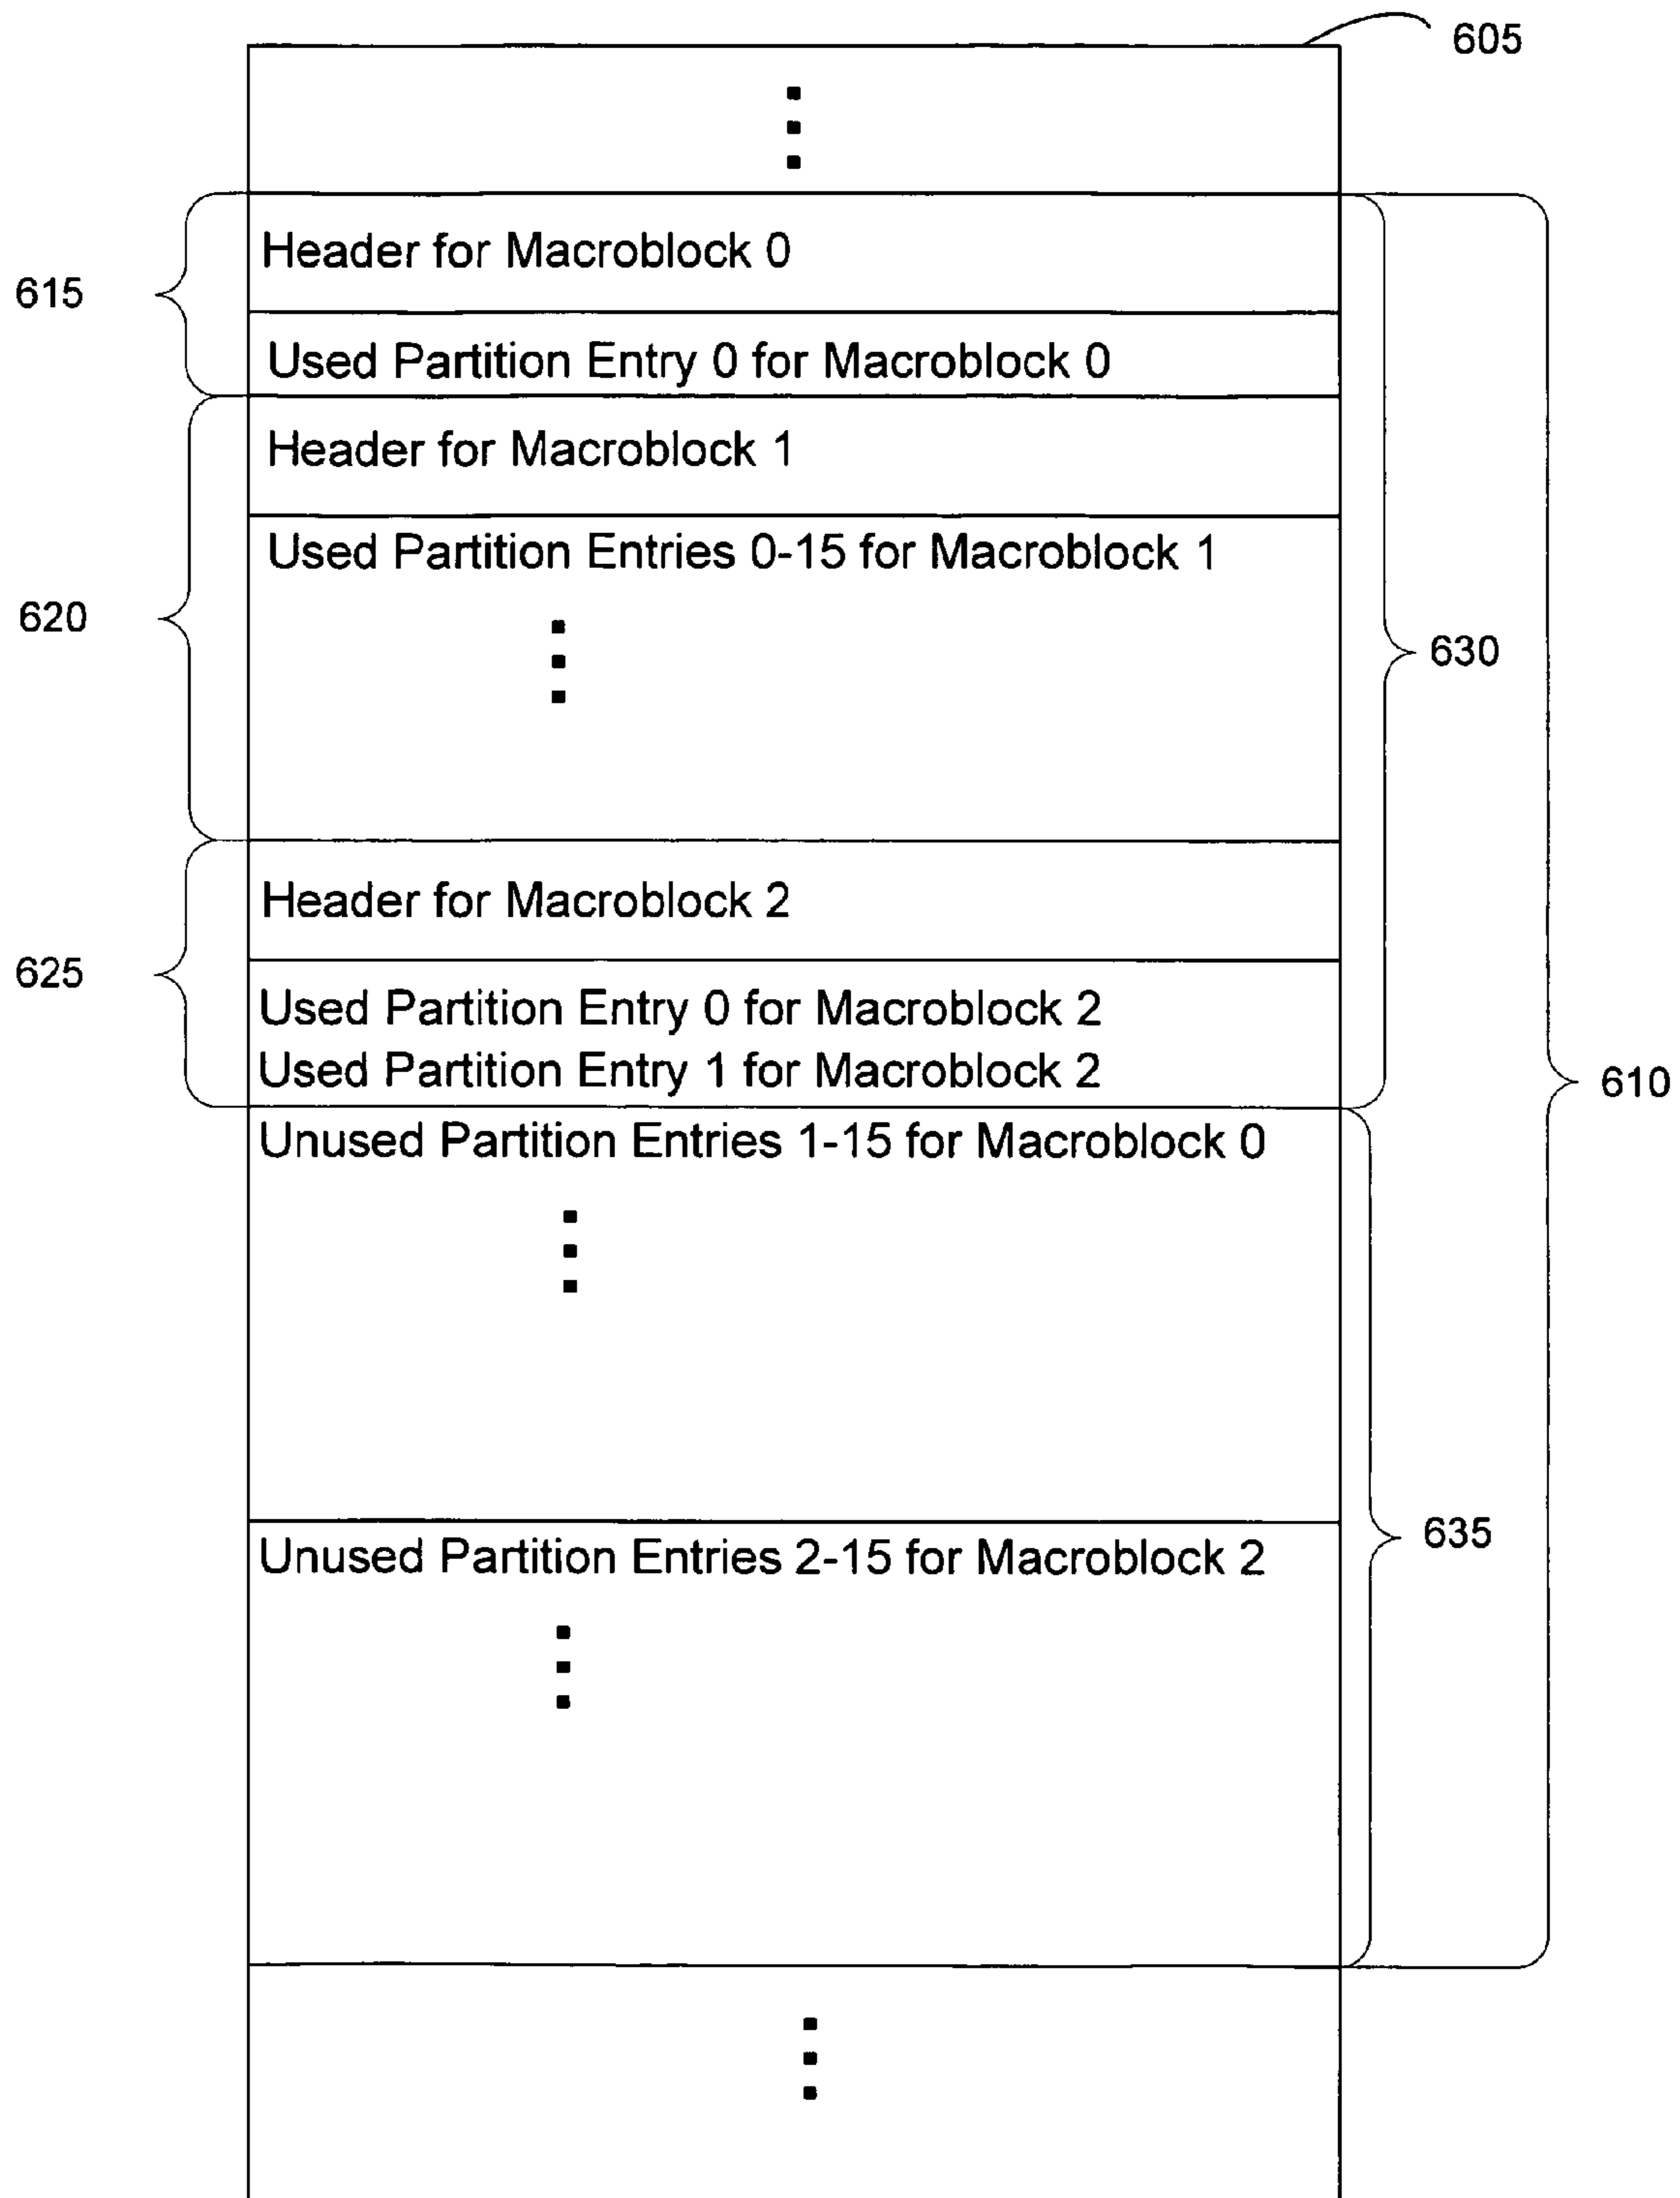 605
Header for Macroblock 0
615
Used Partition Entry 0 for Macroblock 0
Header for Macroblock 1
Used Partition Entries 0-15 for Macroblock 1
620
630
Header for Macroblock 2
625
Used Partition Entry 0 for Macroblock 2
Used Partition Entry 1 for Macroblock 2
610
Unused Partition Entries 1-15 for Macroblock 0
635
Unused Partition Entries 2-15 for Macroblock 2